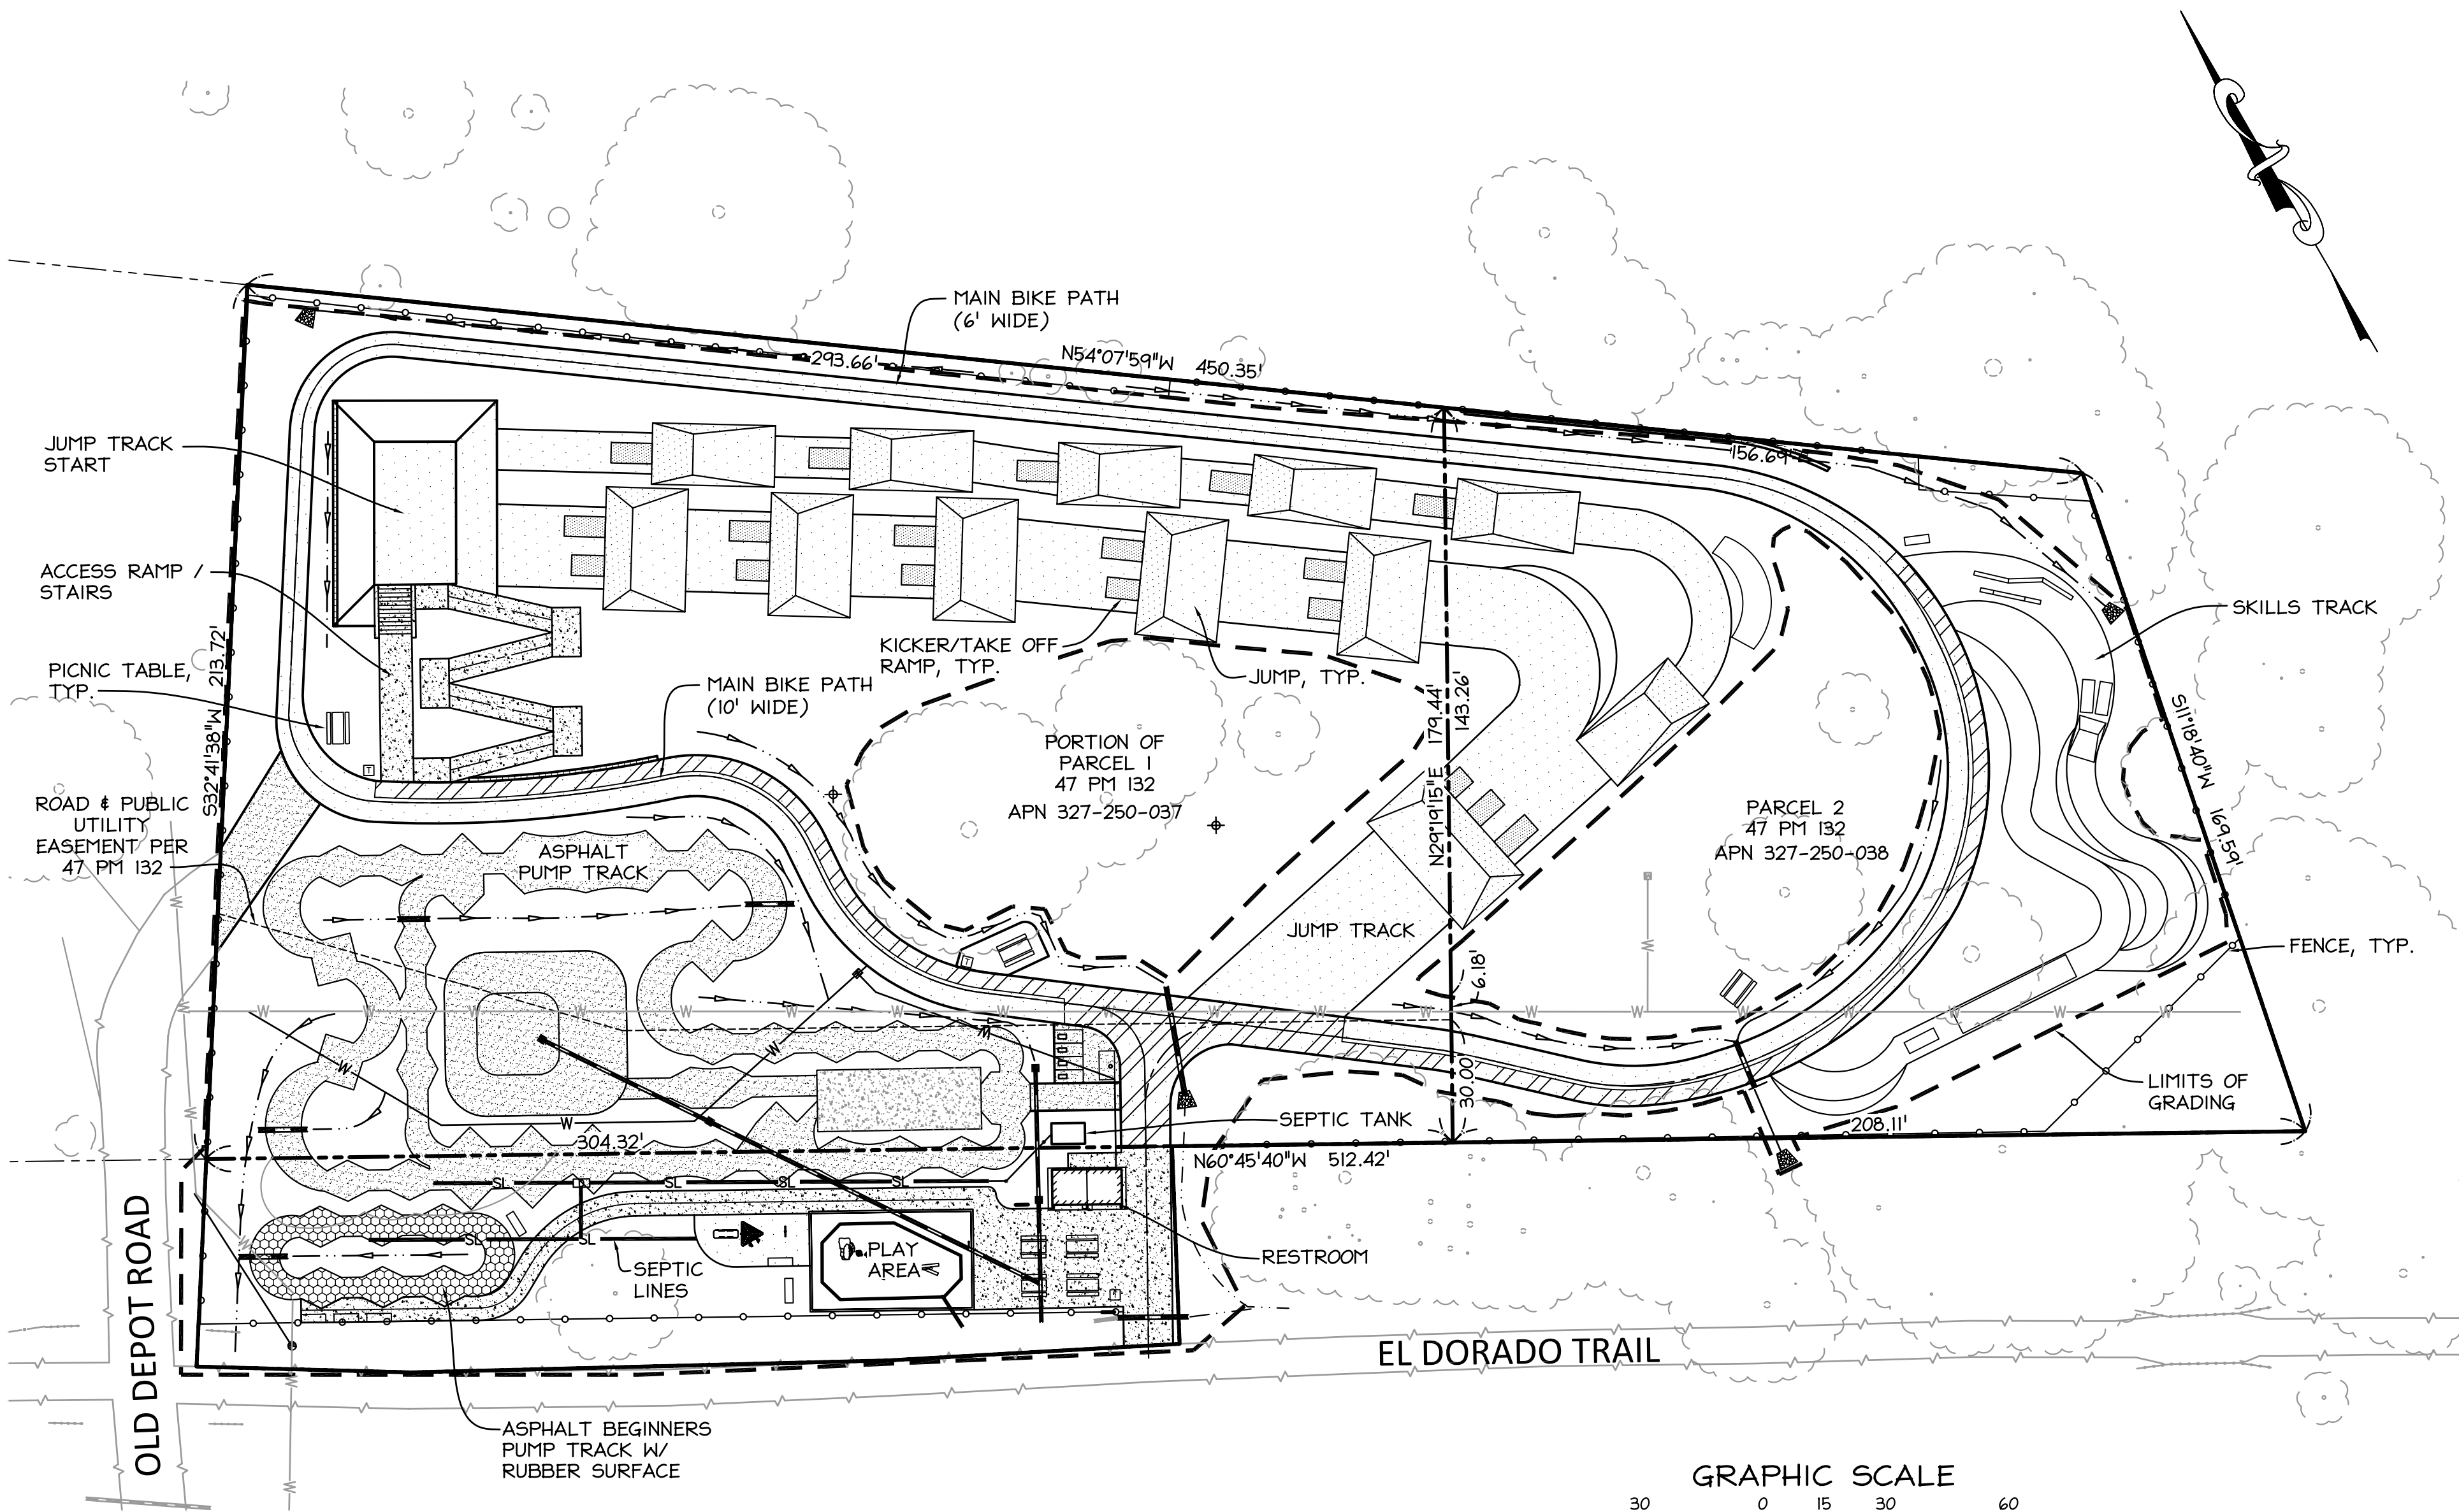 MAIN BIKE PATH
(6' WIDE)
293.66'
N54°07'59"W 450.35'
156.69'
JUMP TRACK
START
ACCESS RAMP /
STAIRS
PICNIC TABLE,
TYP.
S32°41'38"W 213.72'
ROAD & PUBLIC
UTILITY
EASEMENT PER
47 PM 132
KICKER/TAKE OFF
RAMP, TYP.
JUMP, TYP.
MAIN BIKE PATH
(10' WIDE)
SKILLS TRACK
PORTION OF
PARCEL 1
47 PM 132
APN 327-250-037
N29°19'15"E 179.44'
143.26'
PARCEL 2
47 PM 132
APN 327-250-038
S11°18'40"W 169.59'
ASPHALT
PUMP TRACK
JUMP TRACK
6.18'
30.00'
FENCE, TYP.
T
T
W W W W W W W W W W W W W W W W W W W
W
W
W
W
LIMITS OF
GRADING
SEPTIC TANK
304.32'
208.11'
N60°45'40"W 512.42'
SL SL SL SL
SL SL
RESTROOM
PLAY
AREA
SEPTIC
LINES
OLD DEPOT ROAD
EL DORADO TRAIL
ASPHALT BEGINNERS
PUMP TRACK W/
RUBBER SURFACE
GRAPHIC SCALE
30 0 15 30 60